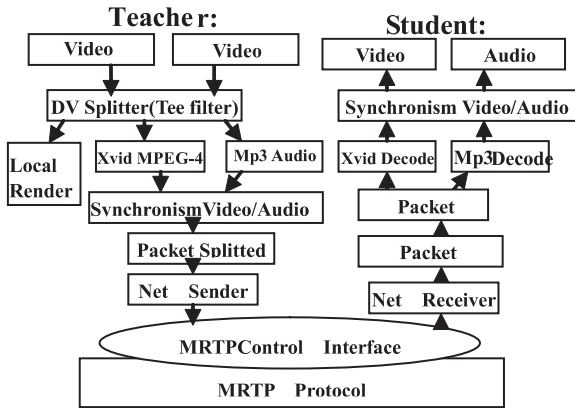 Teacher:
Video
Video
DV Splitter(Tee filter)
Local
Render
Xvid MPEG-4
Mp3 Audio
SynchronismVideo/Audio
Packet Splitted
Net Sender
Student:
Video
Audio
Synchronism Video/Audio
Xvid Decode
Mp3Decode
Packet
Packet
Net Receiver
MRTPControl Interface
MRTP Protocol